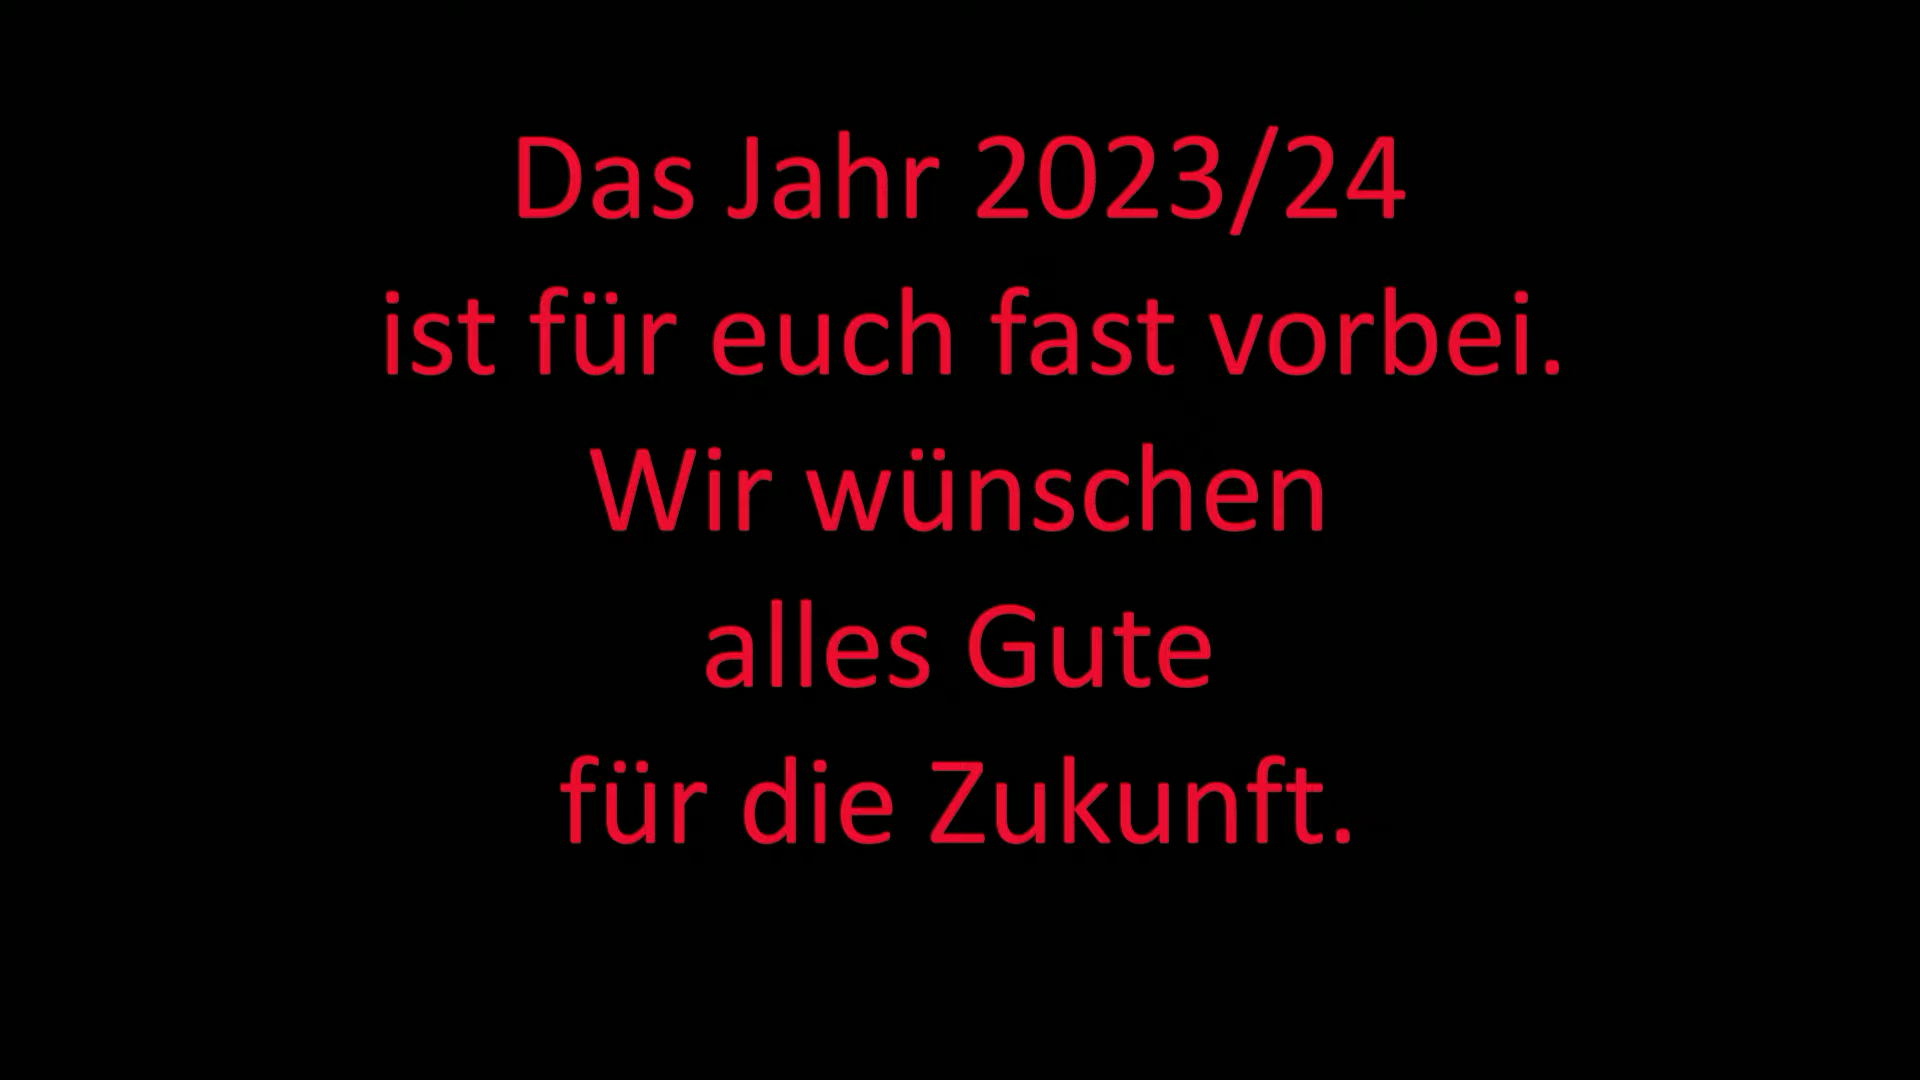 Das Jahr 2023/24
ist für euch fast vorbei.
Wir wünschen
alles Gute
für die Zukunft.